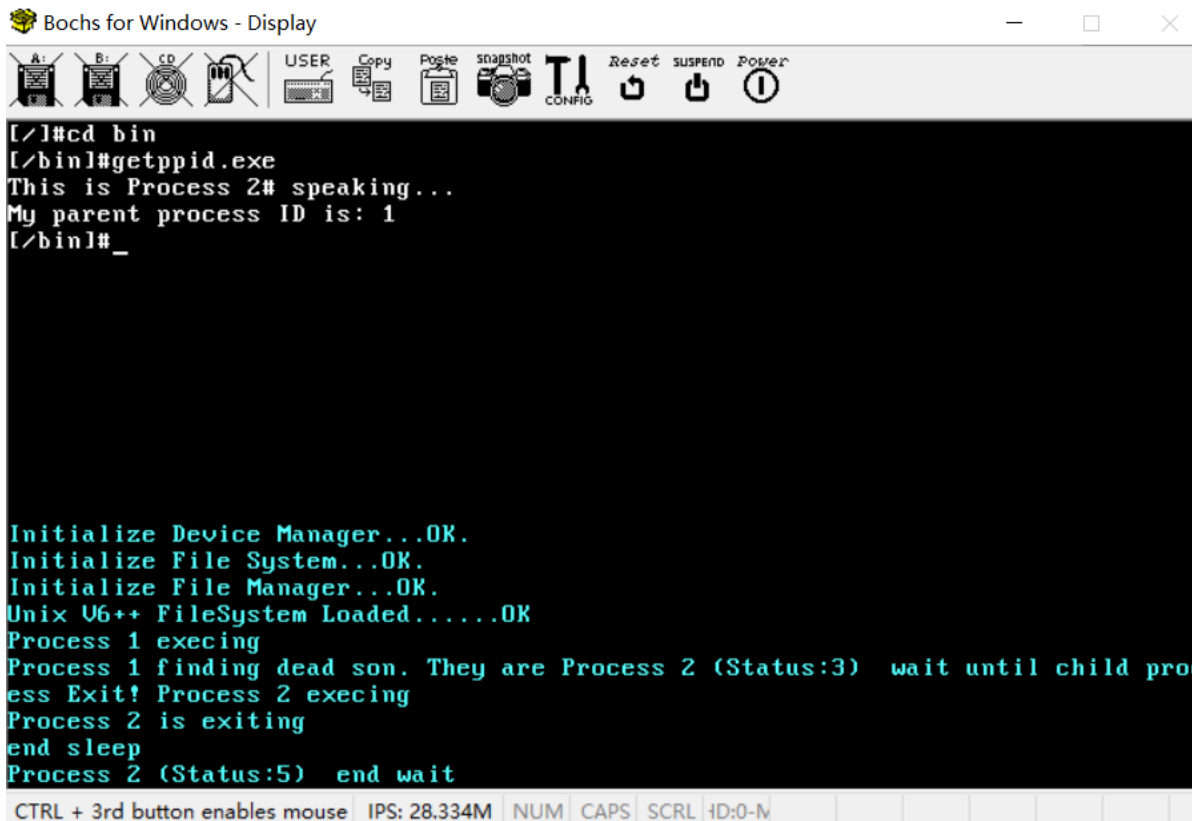 Bochs for Windows - Display
A: B: CD USER Copy Poste snapshot CONFIG Reset SUSPEND Power
[/]#cd bin
[/bin]#getppid.exe
This is Process 2# speaking...
My parent process ID is: 1
[/bin]#_
Initialize Device Manager...OK.
Initialize File System...OK.
Initialize File Manager...OK.
Unix V6++ FileSystem Loaded......OK
Process 1 execing
Process 1 finding dead son. They are Process 2 (Status:3)  wait until child pro
ess Exit! Process 2 execing
Process 2 is exiting
end sleep
Process 2 (Status:5)  end wait
CTRL + 3rd button enables mouse IPS: 28.334M NUM CAPS SCRL